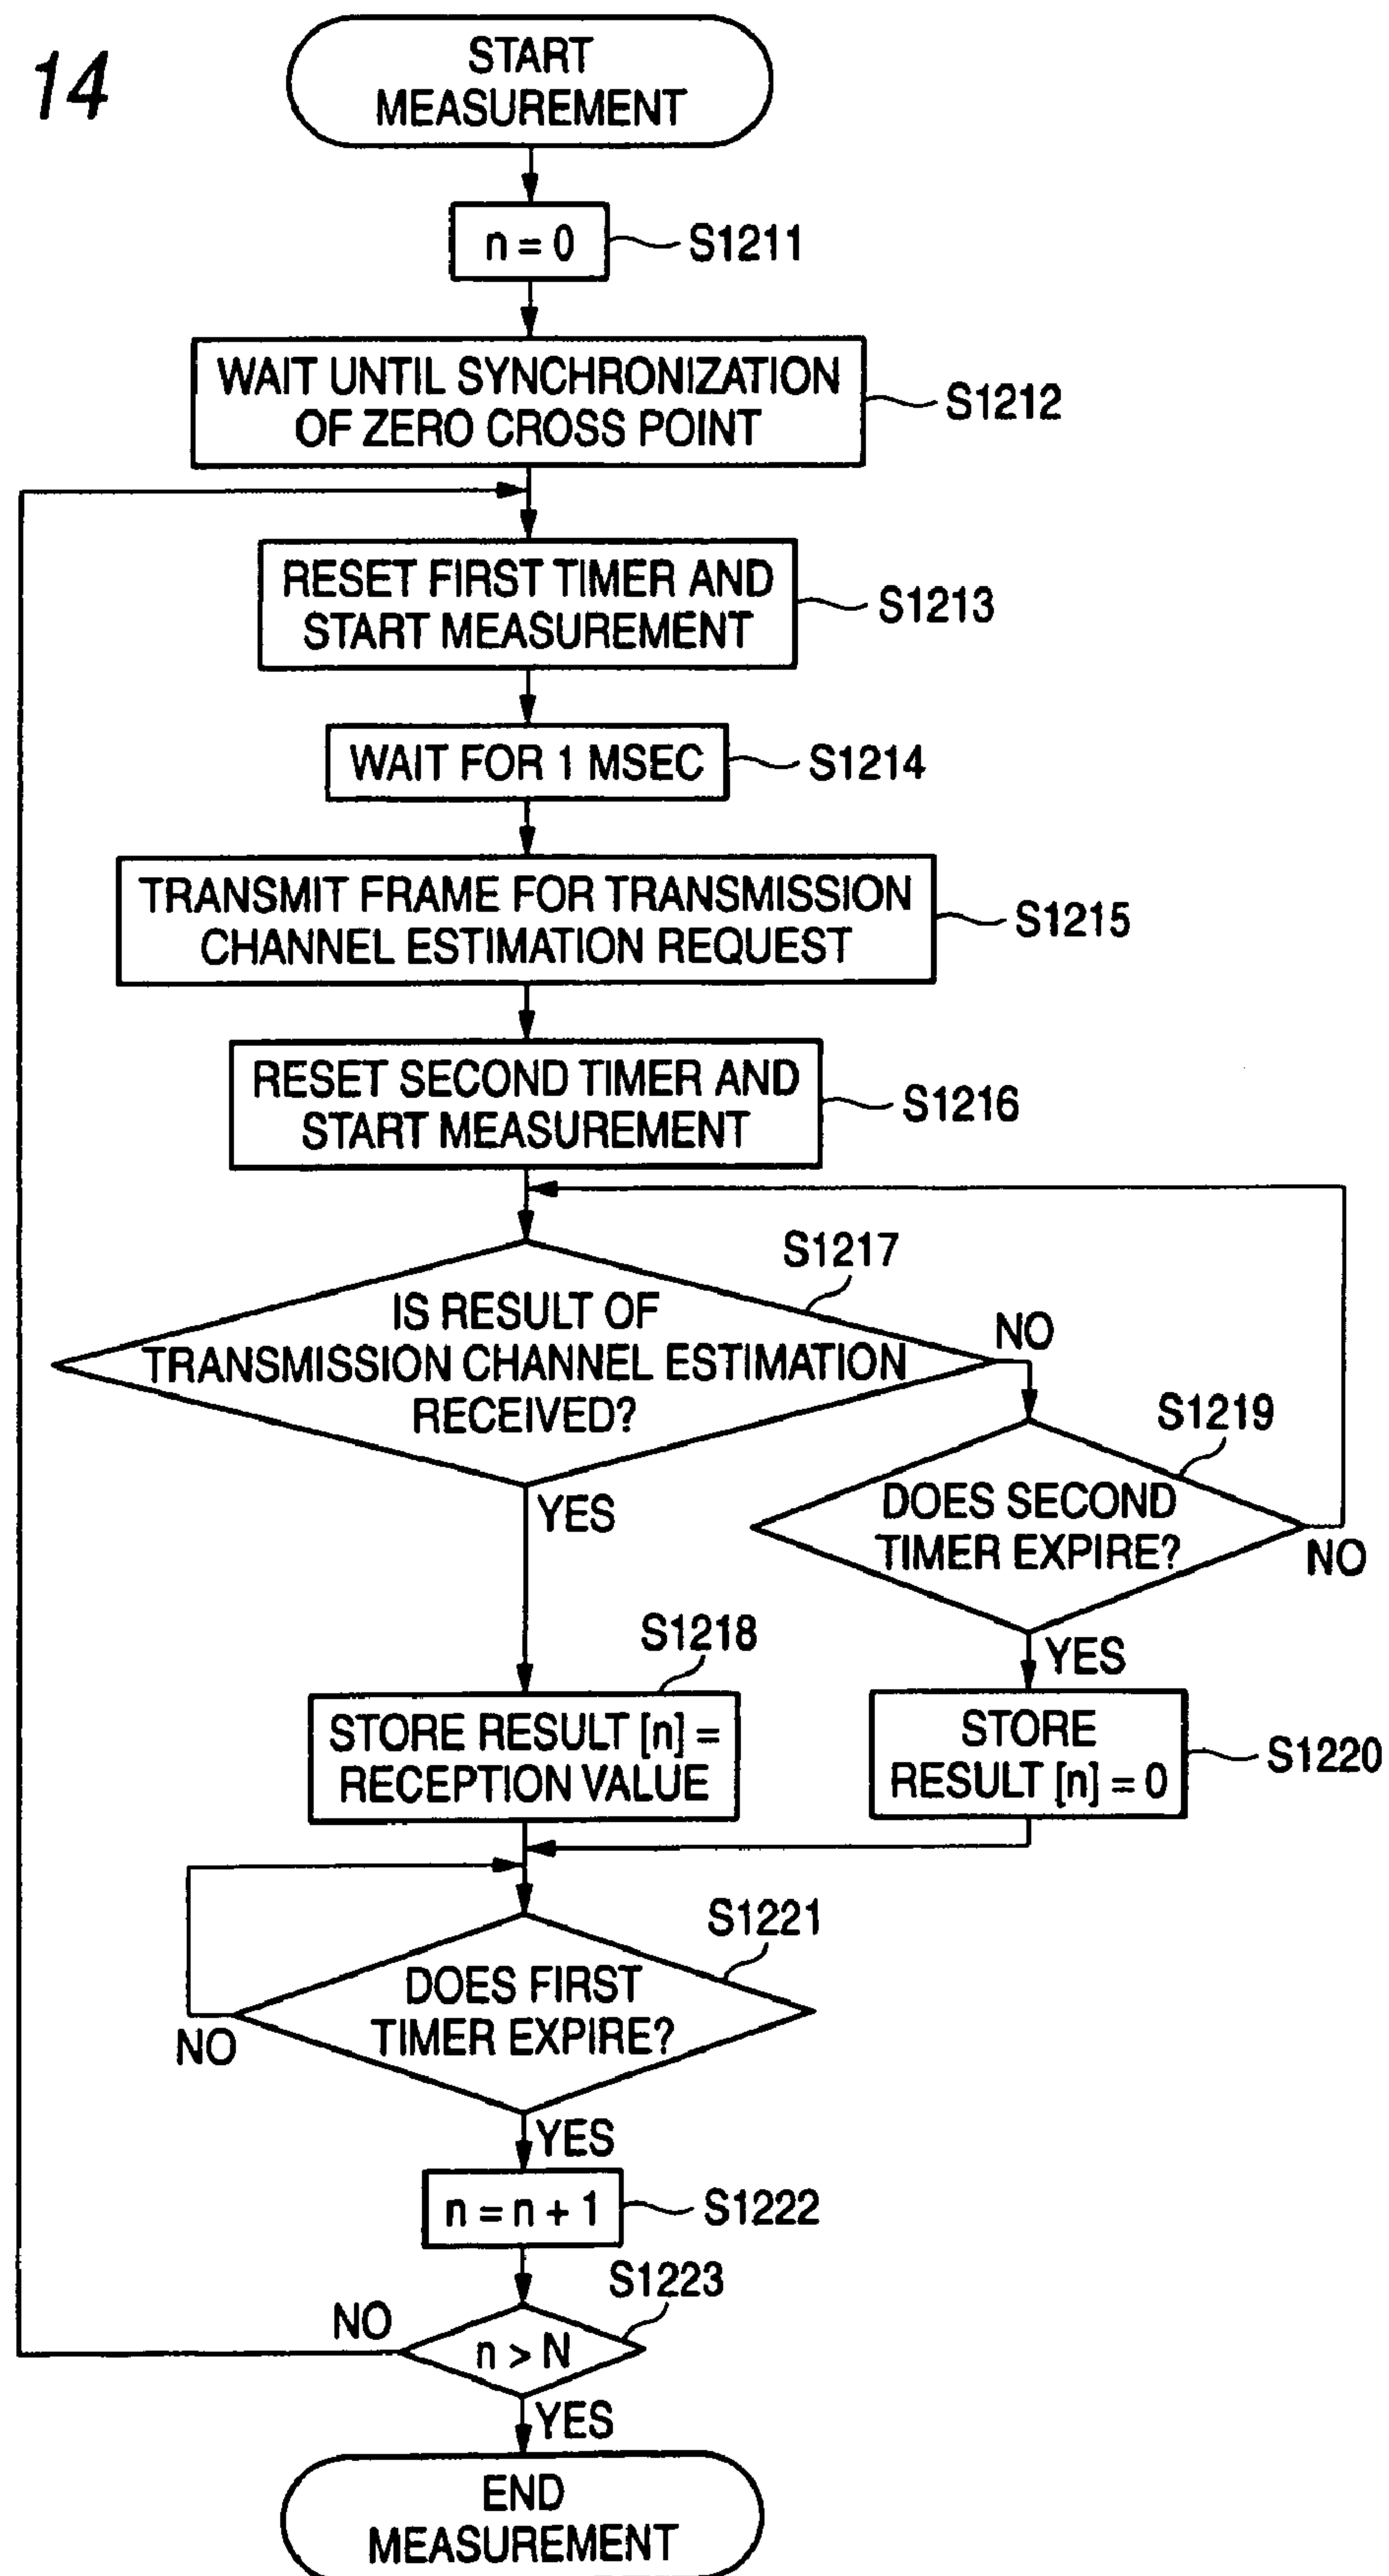 14
START
MEASUREMENT
n = 0
S1211
WAIT UNTIL SYNCHRONIZATION
OF ZERO CROSS POINT
S1212
RESET FIRST TIMER AND
START MEASUREMENT
S1213
WAIT FOR 1 MSEC
S1214
TRANSMIT FRAME FOR TRANSMISSION
CHANNEL ESTIMATION REQUEST
S1215
RESET SECOND TIMER AND
START MEASUREMENT
S1216
S1217
IS RESULT OF
TRANSMISSION CHANNEL ESTIMATION
RECEIVED?
NO
YES
S1219
DOES SECOND
TIMER EXPIRE?
NO
YES
S1218
STORE RESULT [n] =
RECEPTION VALUE
STORE
RESULT [n] = 0
S1220
S1221
DOES FIRST
TIMER EXPIRE?
NO
YES
n = n + 1
S1222
S1223
NO
n > N
YES
END
MEASUREMENT